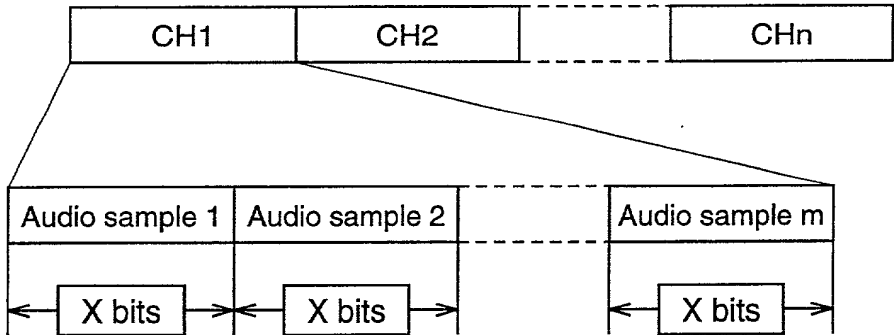 CH1 CH2 CHn
Audio sample 1 Audio sample 2 Audio sample m
X bits X bits X bits